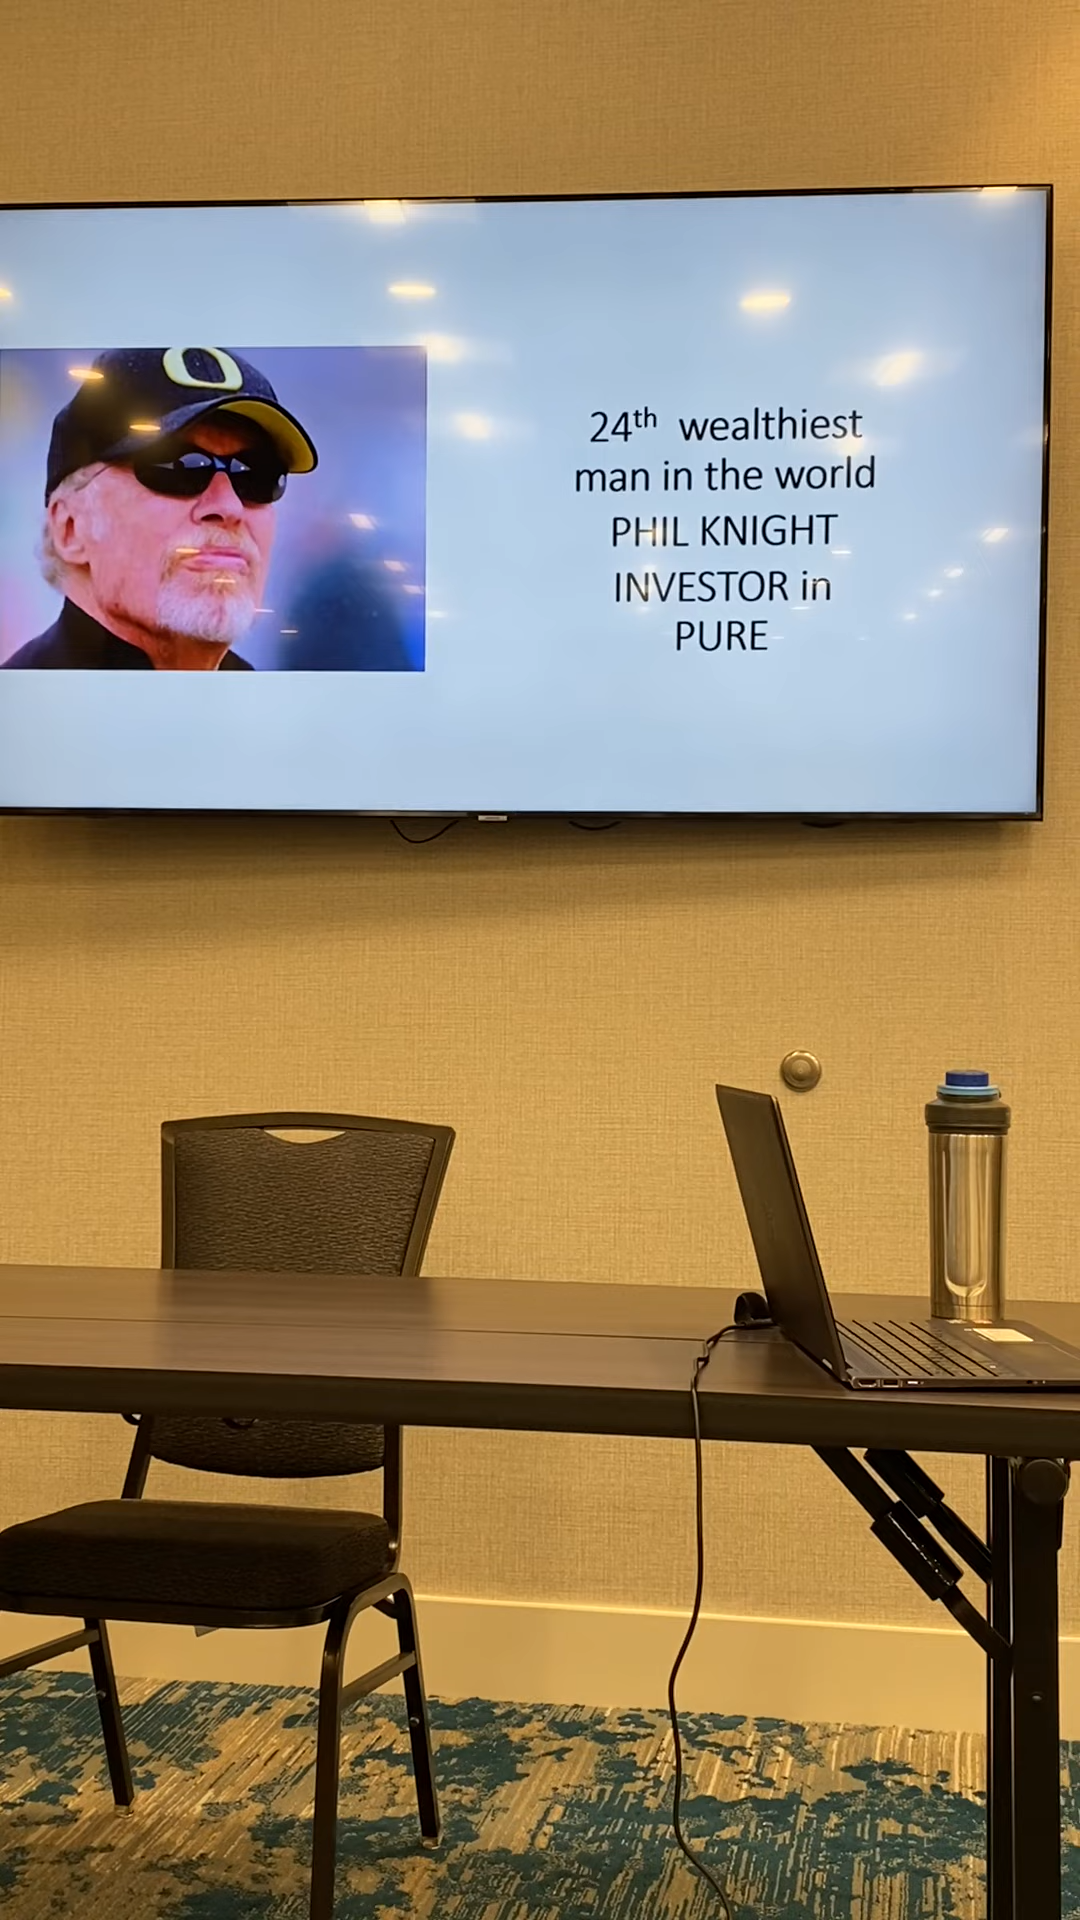 O
24th wealthiest
man in the world
PHIL KNIGHT
INVESTOR in
PURE